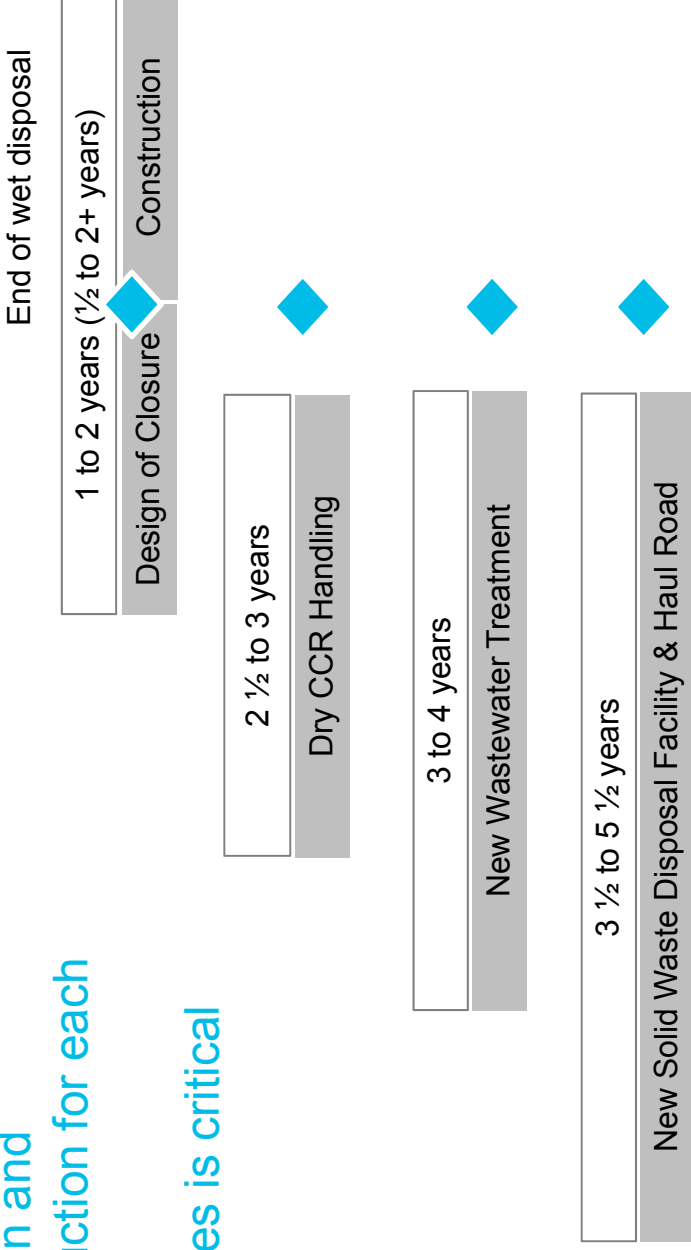 n and
ction for each
es is critical
End of wet disposal
1 to 2 years (½ to 2+ years)
Design of Closure Construction
2 ½ to 3 years
Dry CCR Handling
3 to 4 years
New Wastewater Treatment
3 ½ to 5 ½ years
New Solid Waste Disposal Facility & Haul Road